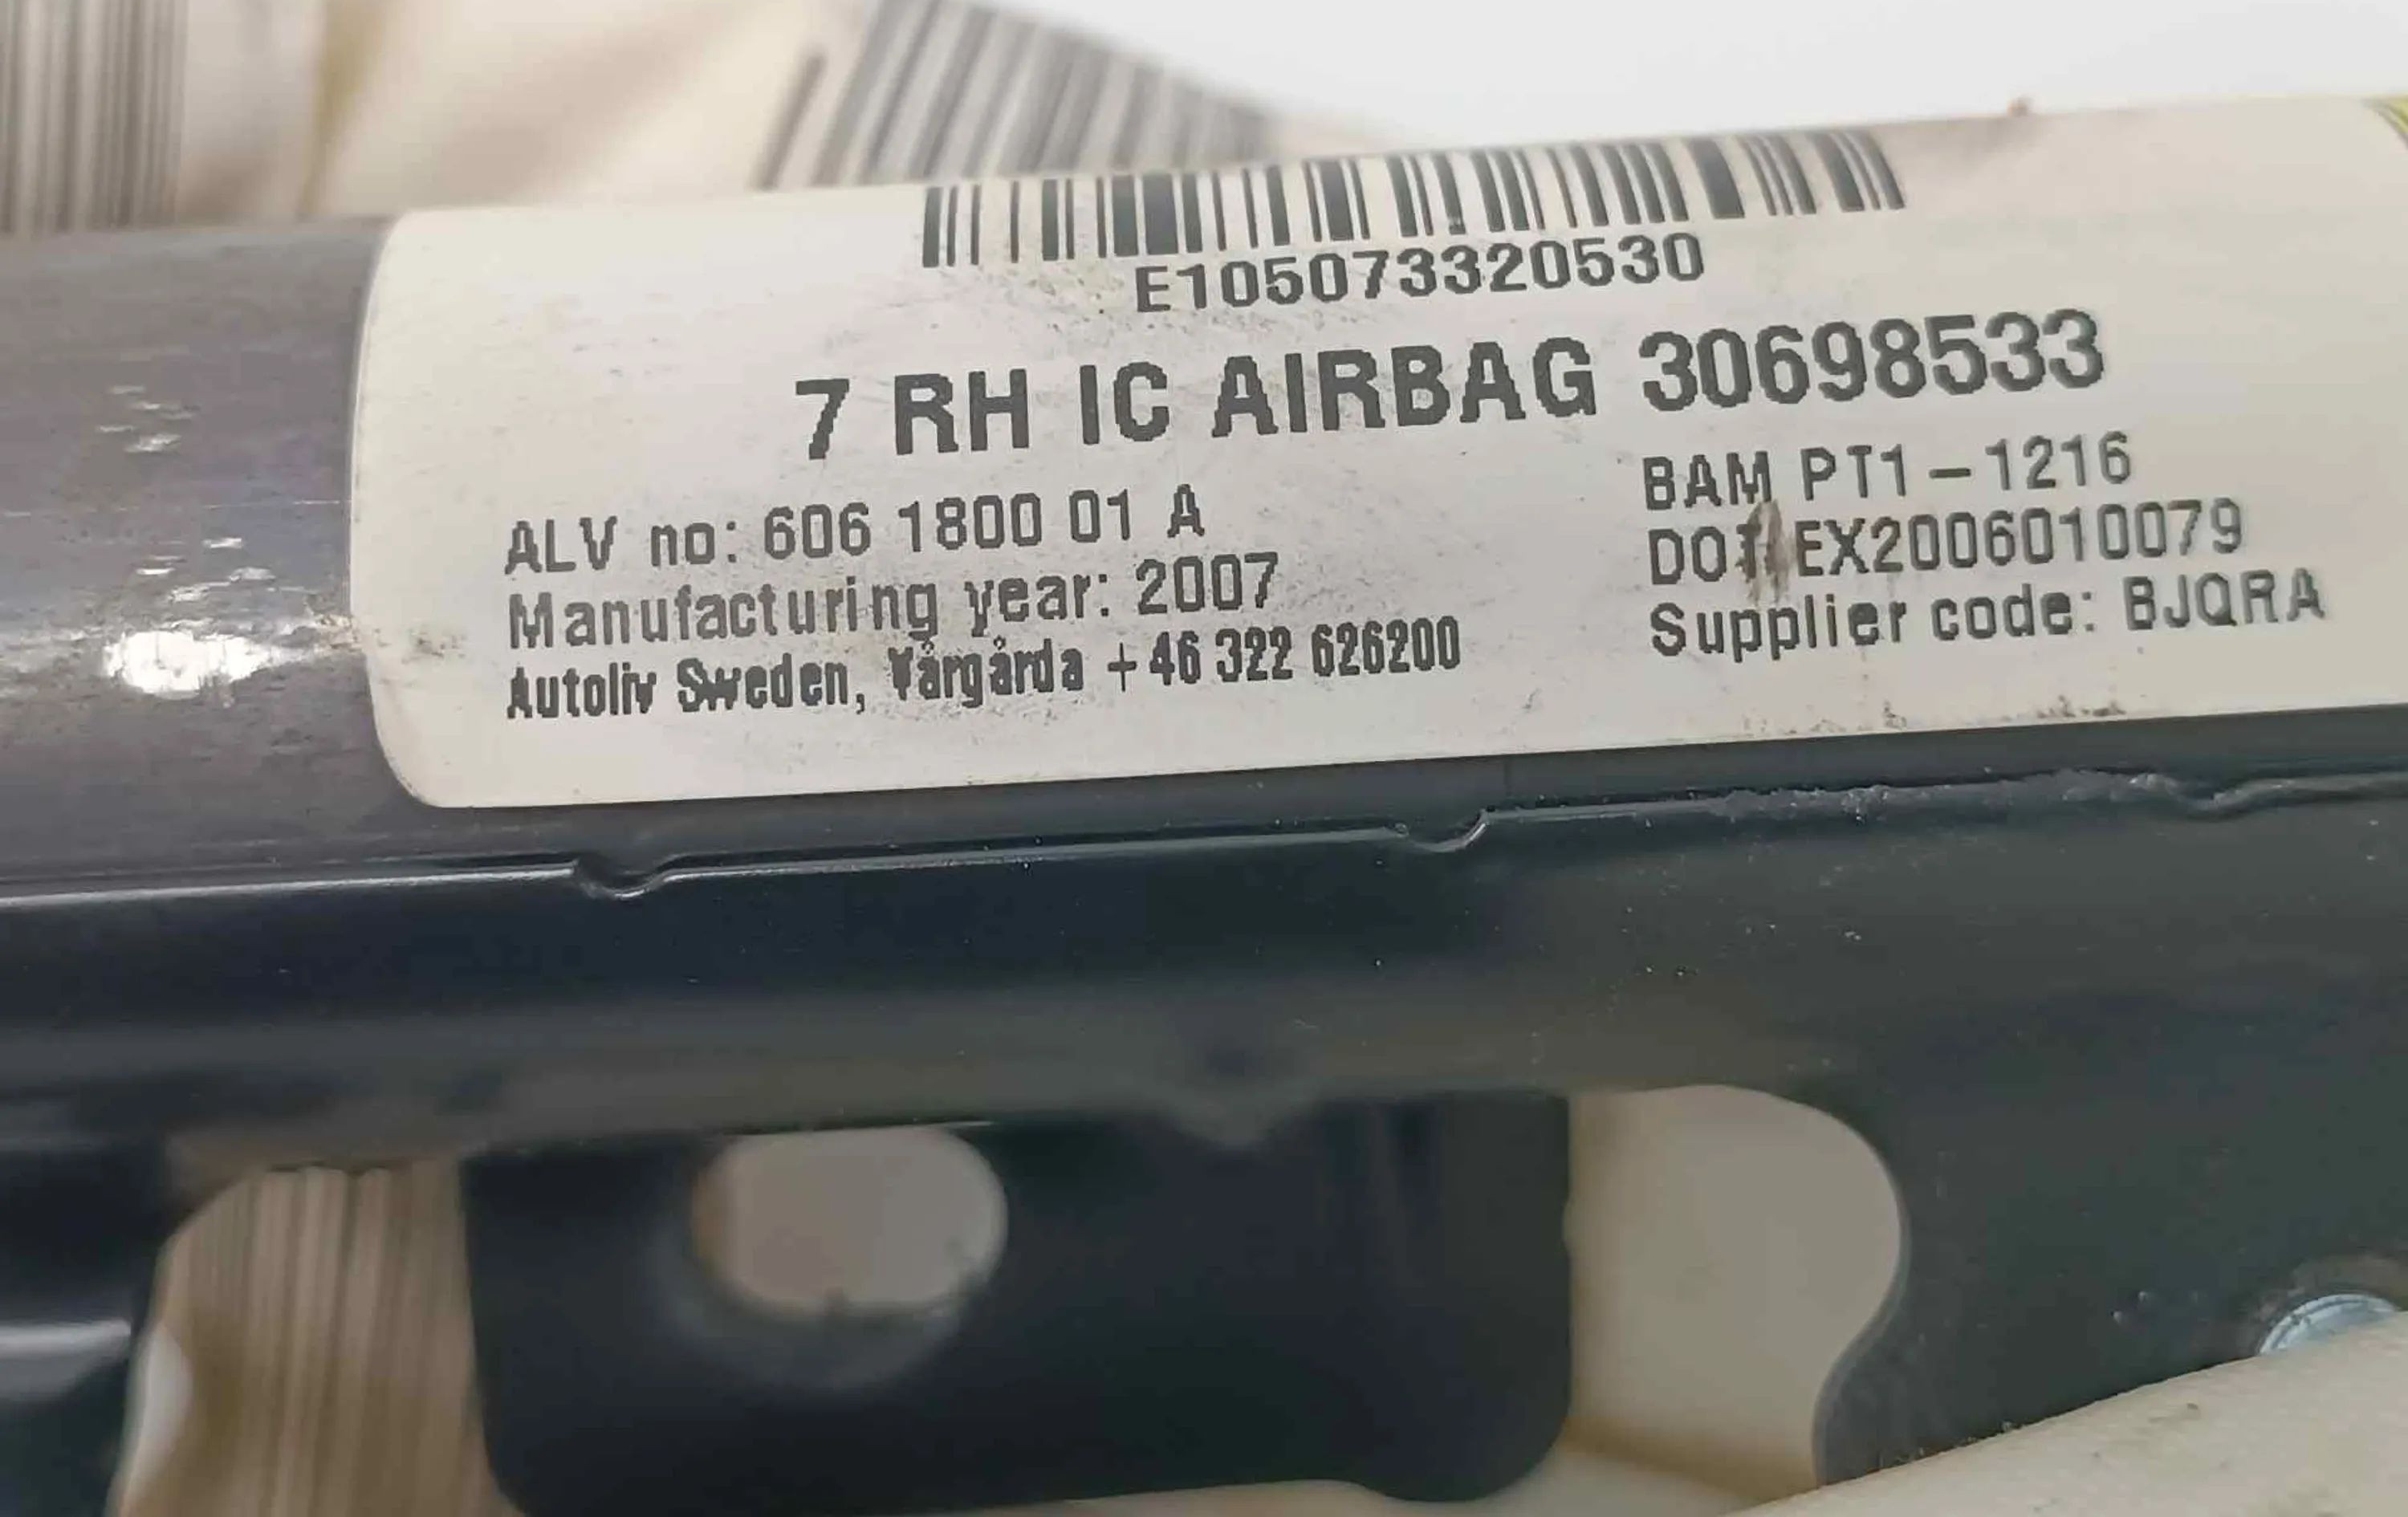 E105073320530
7 RH IC AIRBAG 30698533
ALV no: 606 1800 01 A
Manufacturing year: 2007
Autoliv Sweden, Vårgårda +46 322 626200
BAM PT1-1216
DOT EX2006010079
Supplier code: BJQRA